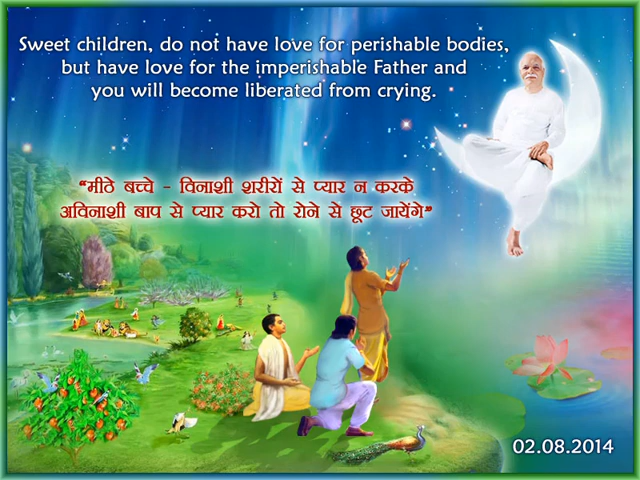 Sweet children, do not have love for perishable bodies,
but have love for the imperishable Father and
you will become liberated from crying.
“मीठे बच्चे - विनाशी शरीरों से प्यार न करके
अविनाशी बाप से प्यार करो तो रोने से छूट जायेंगे”
02.08.2014